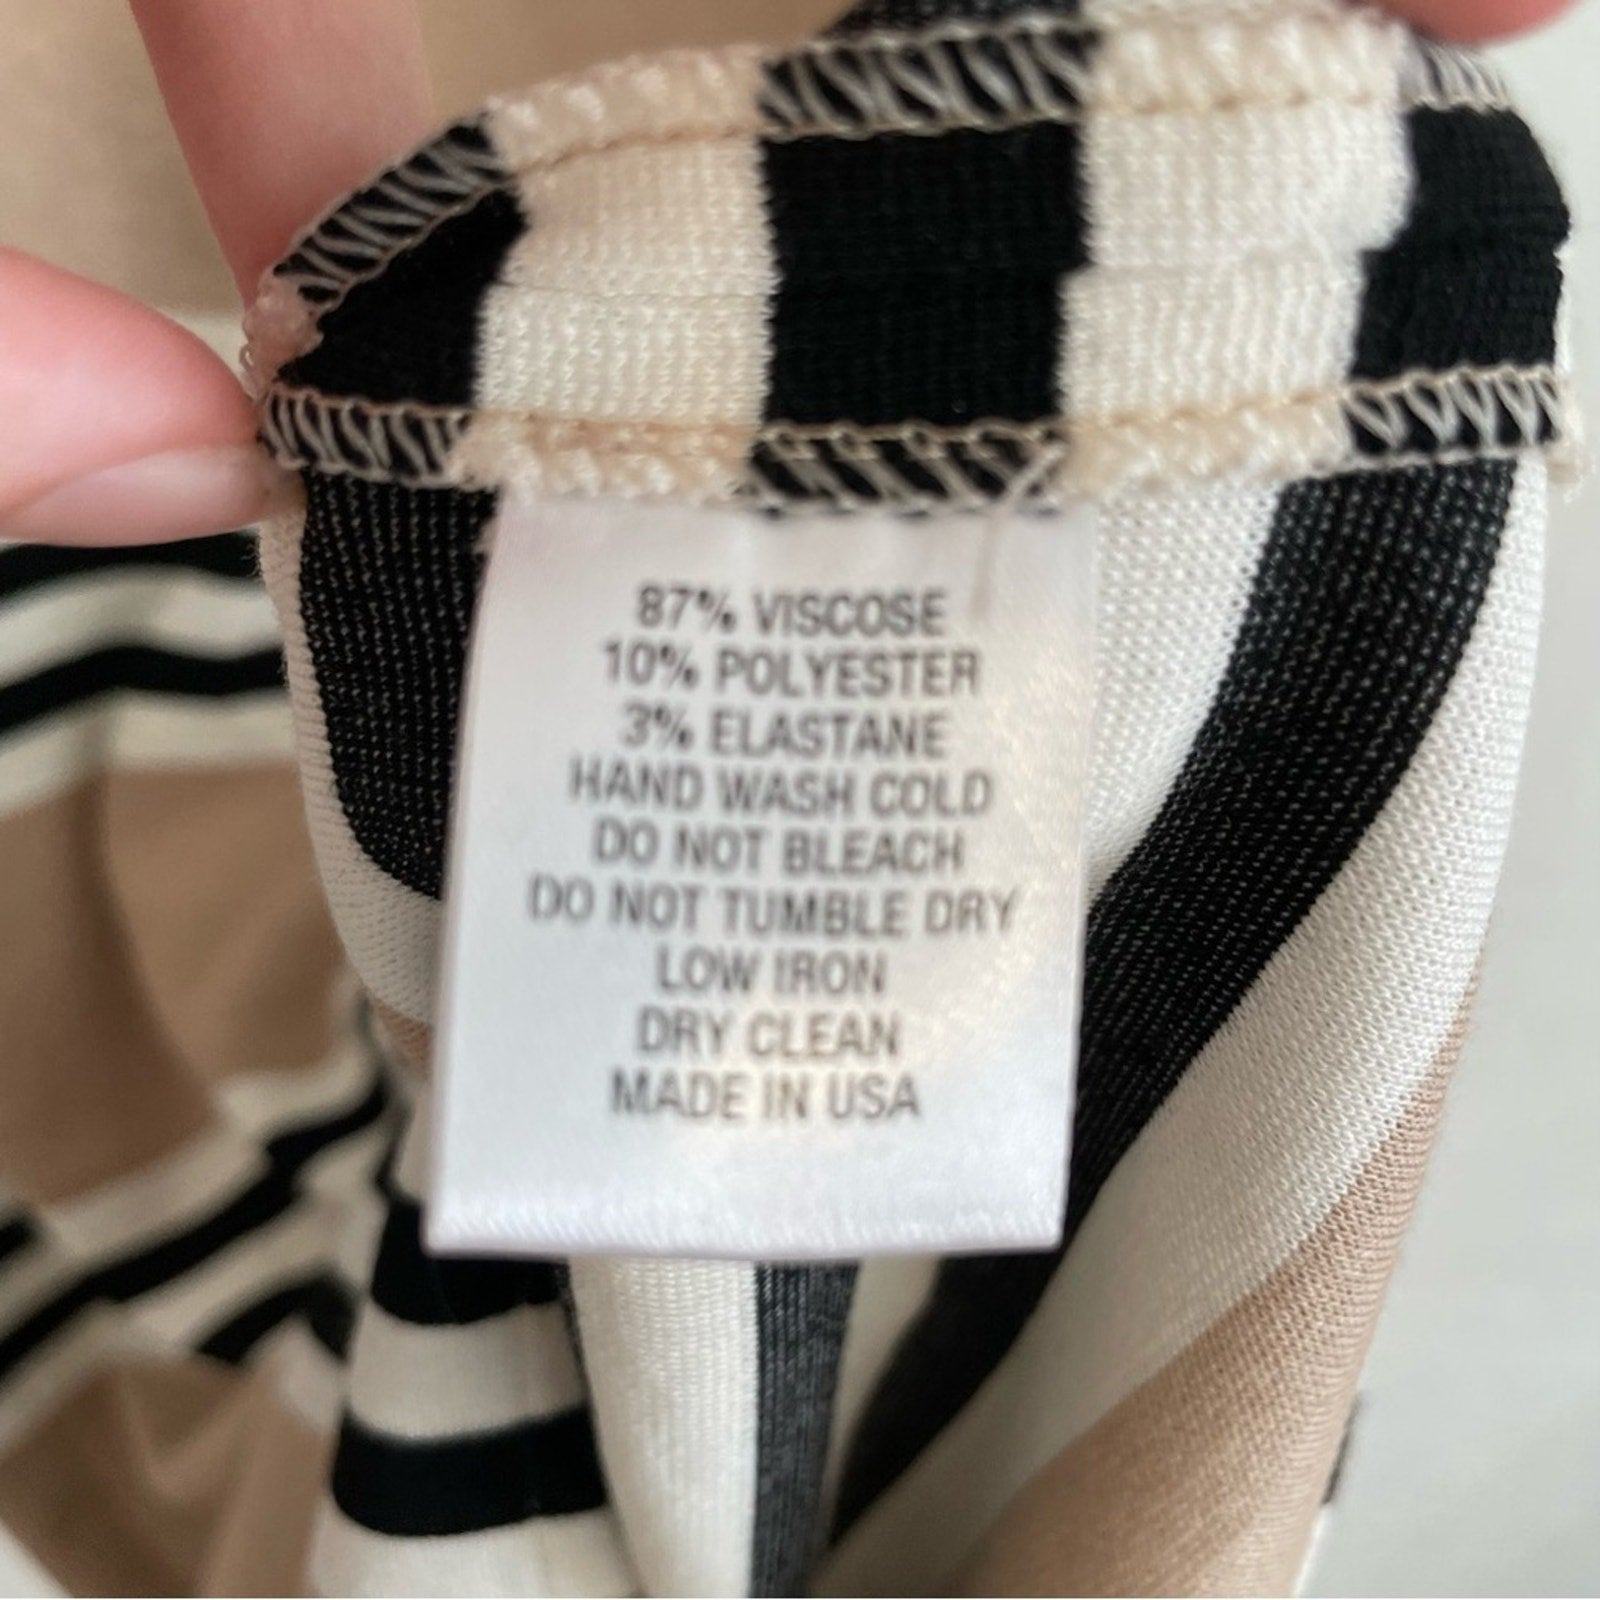 87% VISCOSE
10% POLYESTER
3% ELASTANE
HAND WASH COLD
DO NOT BLEACH
DO NOT TUMBLE DRY
LOW IRON
DRY CLEAN
MADE IN USA